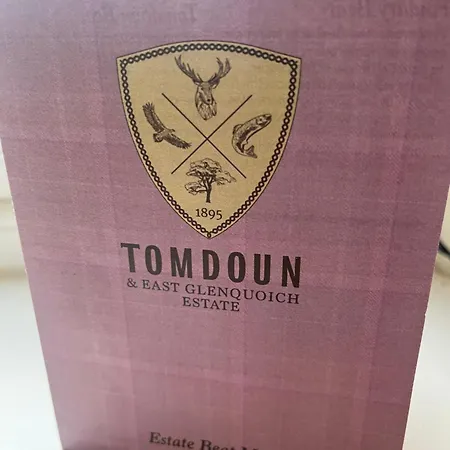 1895
TOMDOUN
& EAST GLENQUOICH
ESTATE
Estate Beat